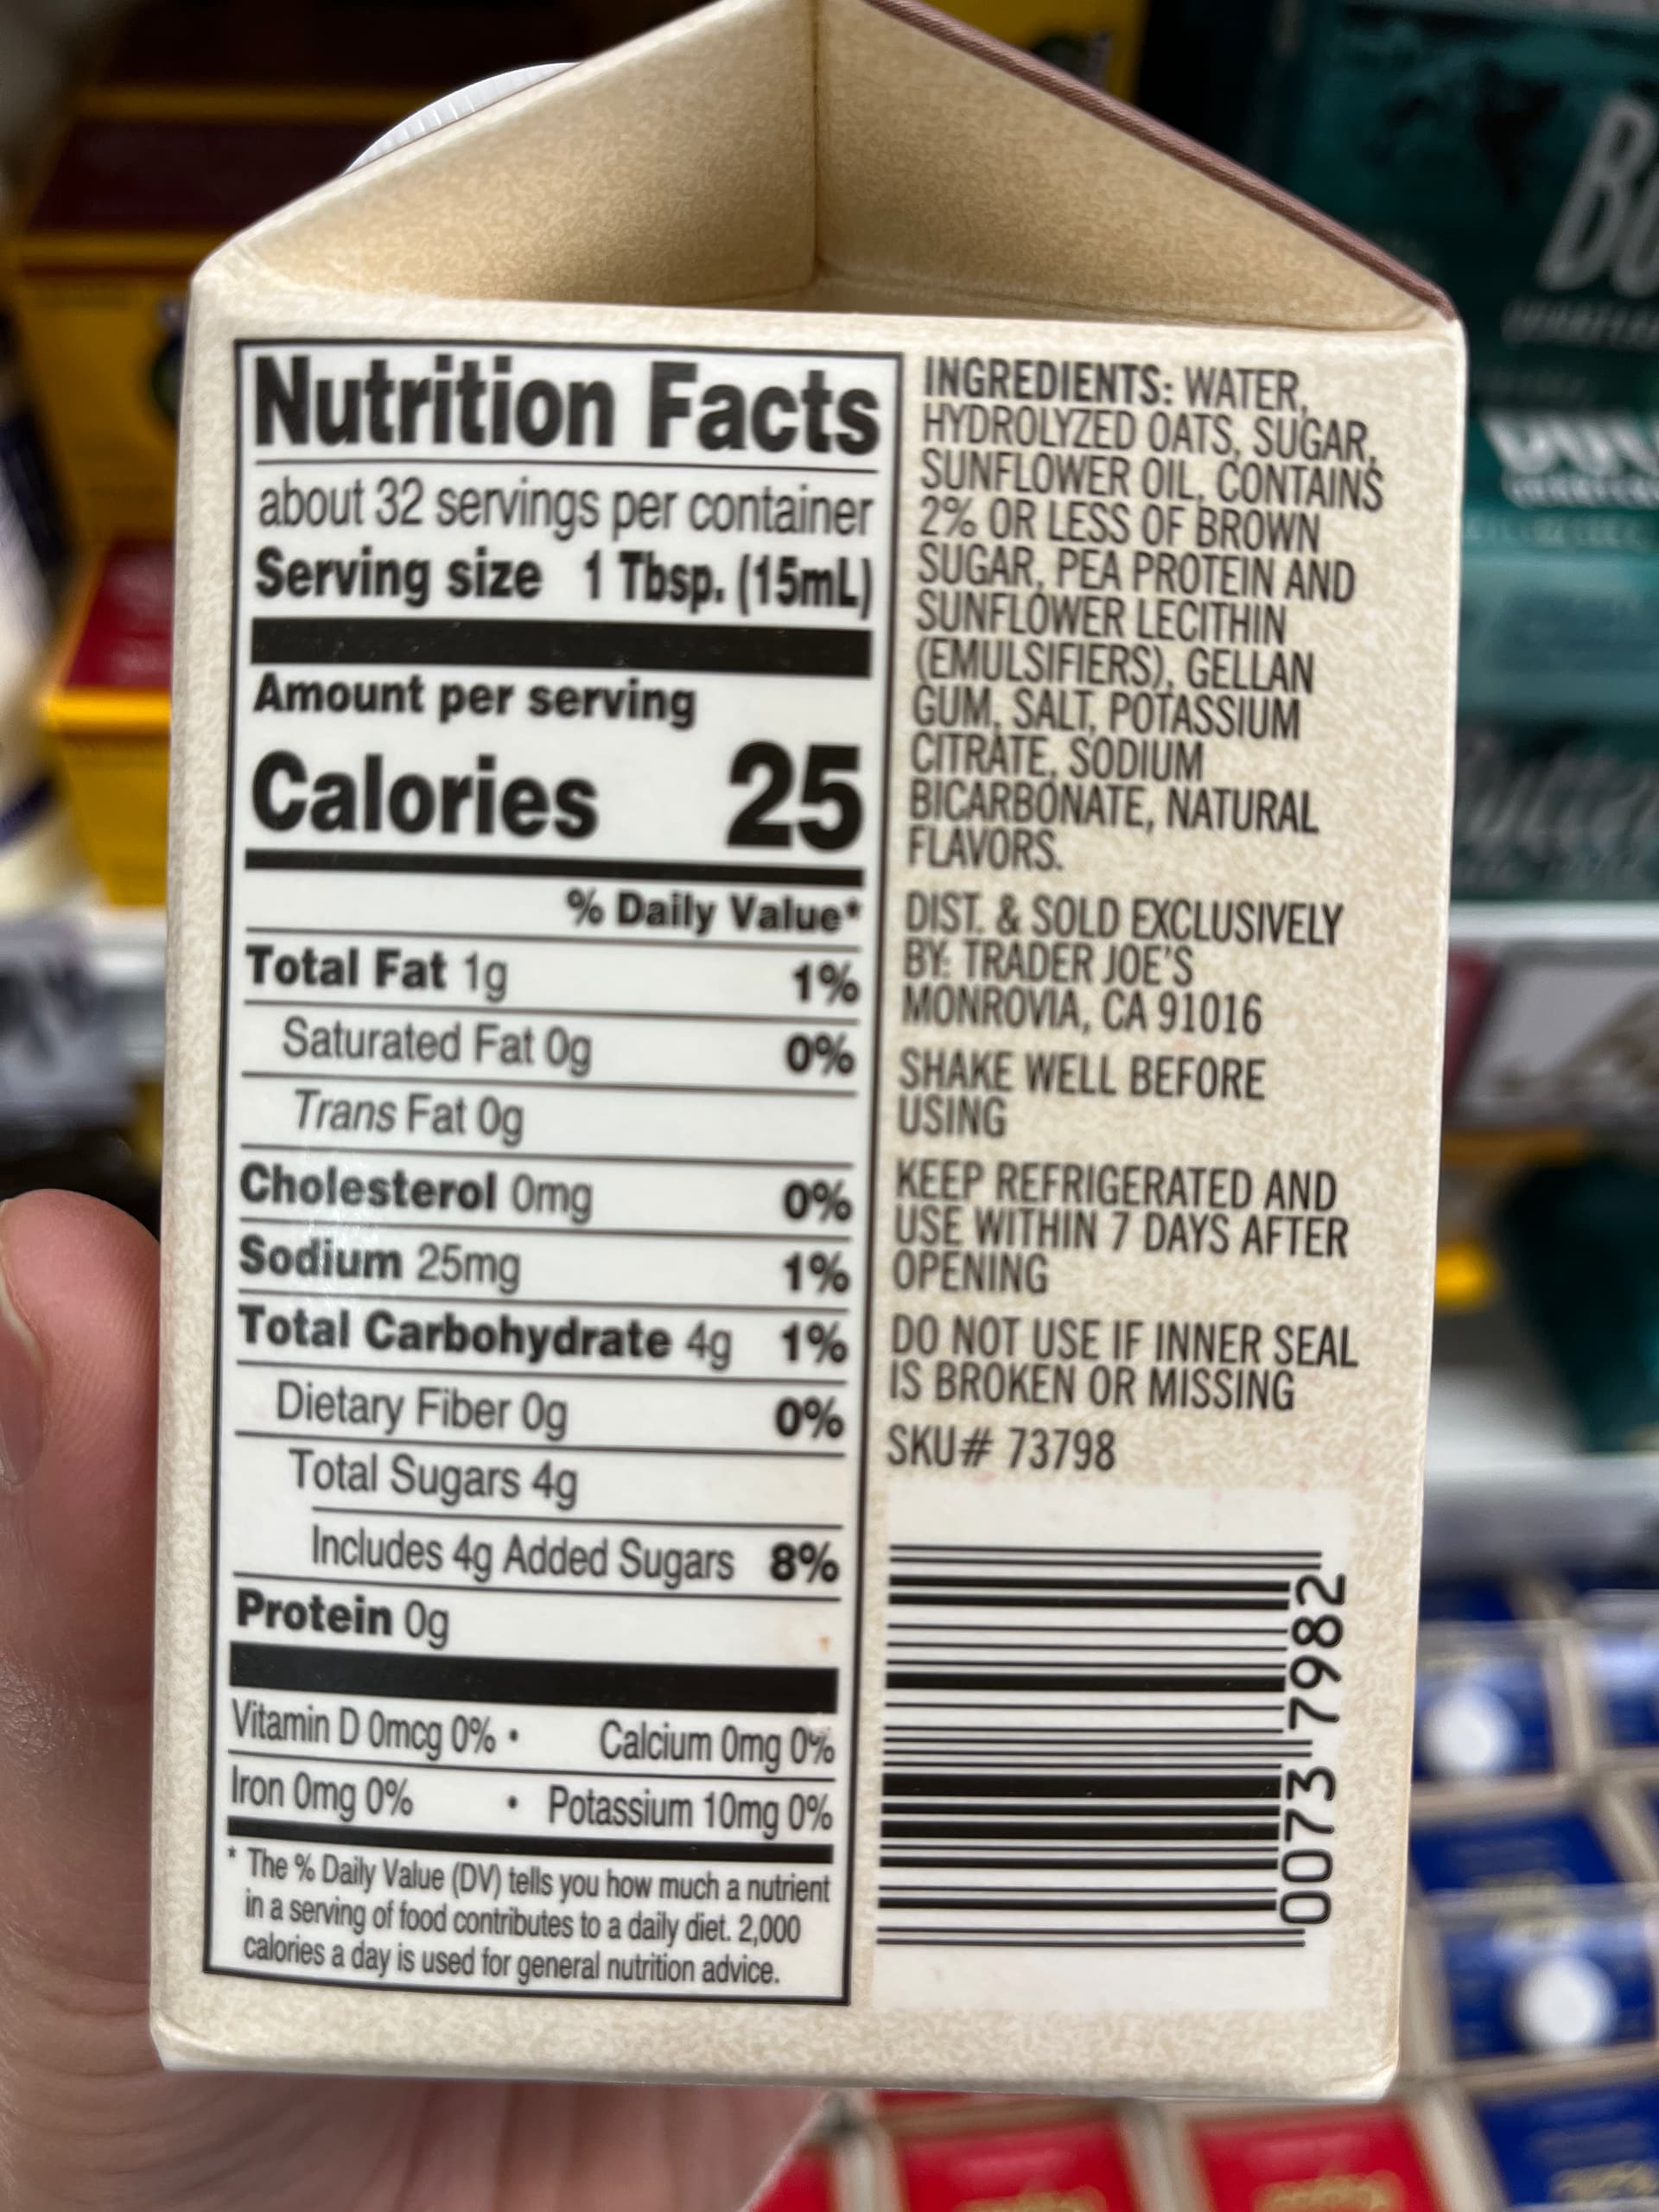 Nutrition Facts
about 32 servings per container
Serving size 1 Tbsp. (15mL)
Amount per serving
Calories 25
% Daily Value*
Total Fat 1g 1%
Saturated Fat 0g 0%
Trans Fat 0g
Cholesterol 0mg 0%
Sodium 25mg 1%
Total Carbohydrate 4g 1%
Dietary Fiber 0g 0%
Total Sugars 4g
Includes 4g Added Sugars 8%
Protein 0g
Vitamin D 0mcg 0% • Calcium 0mg 0%
Iron 0mg 0% • Potassium 10mg 0%
* The % Daily Value (DV) tells you how much a nutrient
in a serving of food contributes to a daily diet. 2,000
calories a day is used for general nutrition advice.
INGREDIENTS: WATER,
HYDROLYZED OATS, SUGAR,
SUNFLOWER OIL, CONTAINS
2% OR LESS OF BROWN
SUGAR, PEA PROTEIN AND
SUNFLOWER LECITHIN
(EMULSIFIERS), GELLAN
GUM, SALT, POTASSIUM
CITRATE, SODIUM
BICARBONATE, NATURAL
FLAVORS.
DIST. & SOLD EXCLUSIVELY
BY: TRADER JOE'S
MONROVIA, CA 91016
SHAKE WELL BEFORE
USING
KEEP REFRIGERATED AND
USE WITHIN 7 DAYS AFTER
OPENING
DO NOT USE IF INNER SEAL
IS BROKEN OR MISSING
SKU# 73798
0073 7982